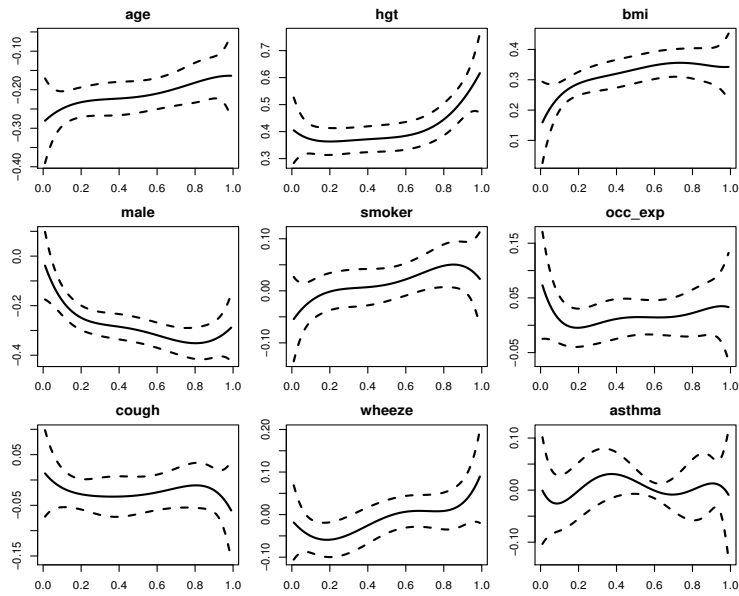 age
hgt
bmi
−0.40 −0.30 −0.20 −0.10
0.3 0.4 0.5 0.6 0.7
0.1 0.2 0.3 0.4
0.0 0.2 0.4 0.6 0.8 1.0
0.0 0.2 0.4 0.6 0.8 1.0
0.0 0.2 0.4 0.6 0.8 1.0
male
smoker
occ_exp
−0.4 −0.2 0.0
−0.10 0.00 0.10
−0.05 0.05 0.15
0.0 0.2 0.4 0.6 0.8 1.0
0.0 0.2 0.4 0.6 0.8 1.0
0.0 0.2 0.4 0.6 0.8 1.0
cough
wheeze
asthma
−0.15 −0.05 0.05
−0.10 0.00 0.10 0.20
−0.10 0.00 0.10
0.0 0.2 0.4 0.6 0.8 1.0
0.0 0.2 0.4 0.6 0.8 1.0
0.0 0.2 0.4 0.6 0.8 1.0